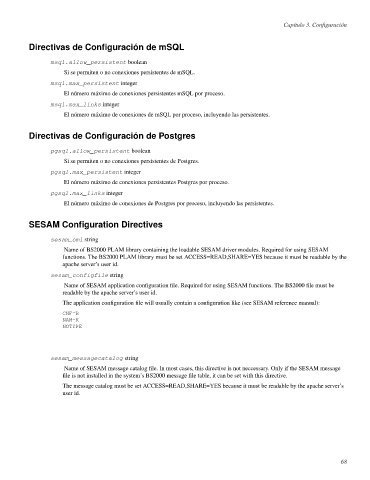 Capítulo 3. Configuración
Directivas de Configuración de mSQL
msql.allow_persistent boolean
Si se permiten o no conexiones persistentes de mSQL.
msql.max_persistent integer
El número máximo de conexiones persistentes mSQL por proceso.
msql.max_links integer
El número máximo de conexiones de mSQL por proceso, incluyendo las persistentes.
Directivas de Configuración de Postgres
pgsql.allow_persistent boolean
Si se permiten o no conexiones persistentes de Postgres.
pgsql.max_persistent integer
El número máximo de conexiones persistentes Postgres por proceso.
pgsql.max_links integer
El número máximo de conexiones de Postgres por proceso, incluyendo las persistentes.
SESAM Configuration Directives
sesam_oml string
Name of BS2000 PLAM library containing the loadable SESAM driver modules. Required for using SESAM
functions. The BS2000 PLAM library must be set ACCESS=READ,SHARE=YES because it must be readable by the
apache server's user id.
sesam_configfile string
Name of SESAM application configuration file. Required for using SESAM functions. The BS2000 file must be
readable by the apache server's user id.
The application configuration file will usually contain a configuration like (see SESAM reference manual):
CNF=B
NAM=K
NOTYPE
sesam_messagecatalog string
Name of SESAM message catalog file. In most cases, this directive is not neccessary. Only if the SESAM message
file is not installed in the system's BS2000 message file table, it can be set with this directive.
The message catalog must be set ACCESS=READ,SHARE=YES because it must be readable by the apache server's
user id.
68